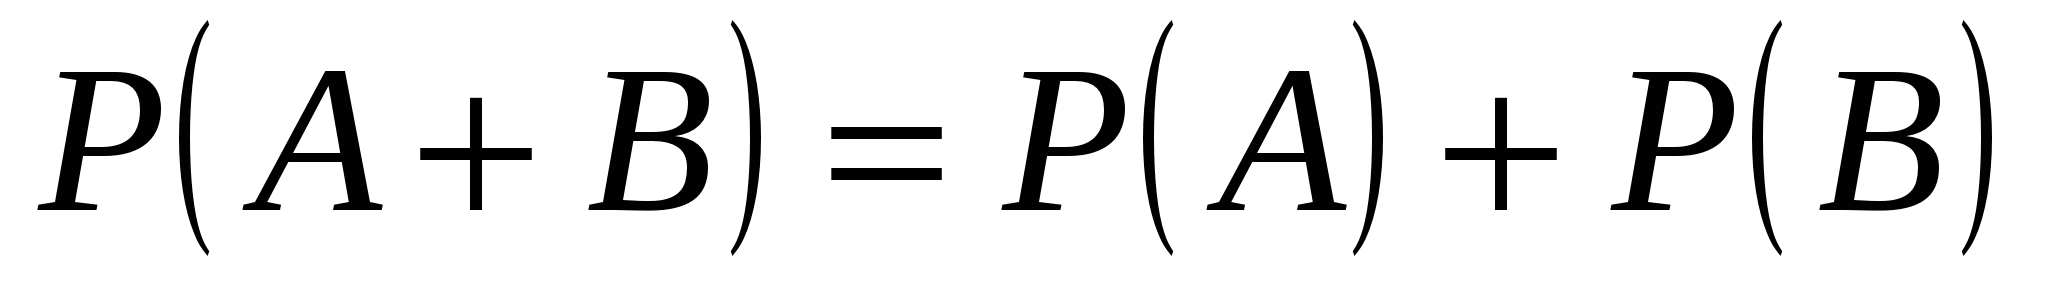 P(A + B) = P(A) + P(B)